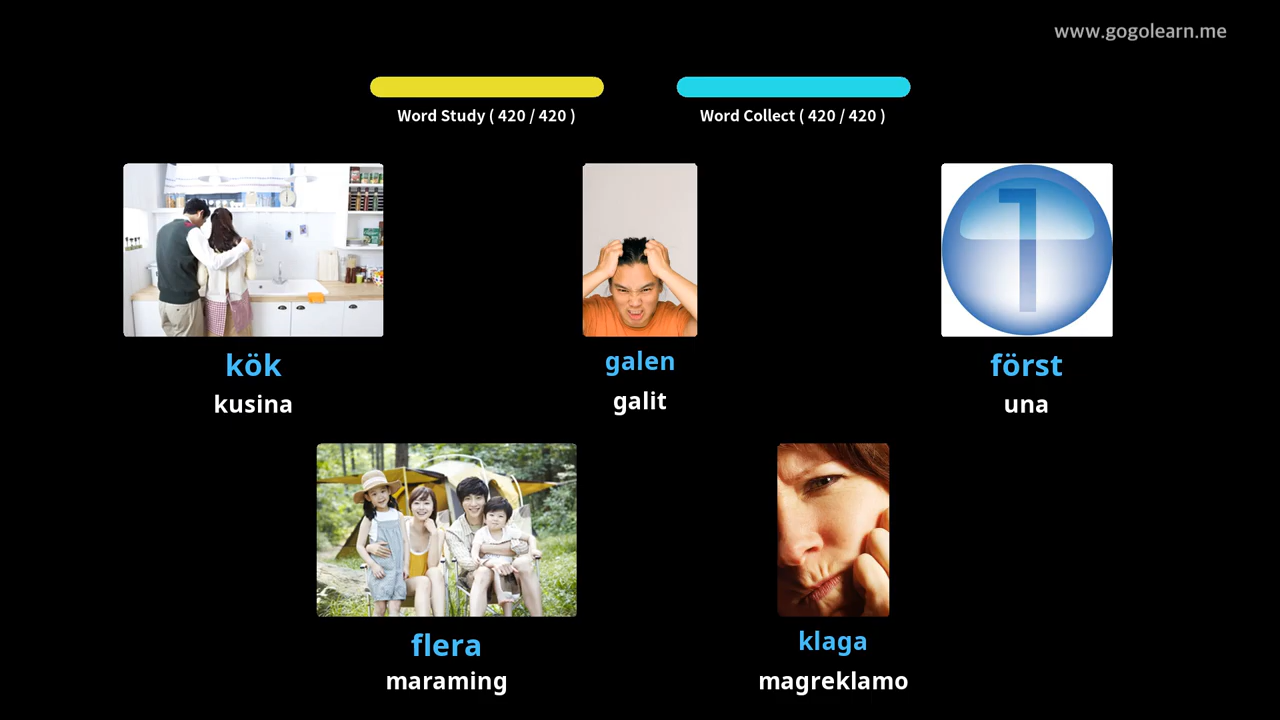 www.gogolearn.me
Word Study ( 420 / 420 )
Word Collect ( 420 / 420 )
kök
kusina
galen
galit
1
först
una
flera
maraming
klaga
magreklamo